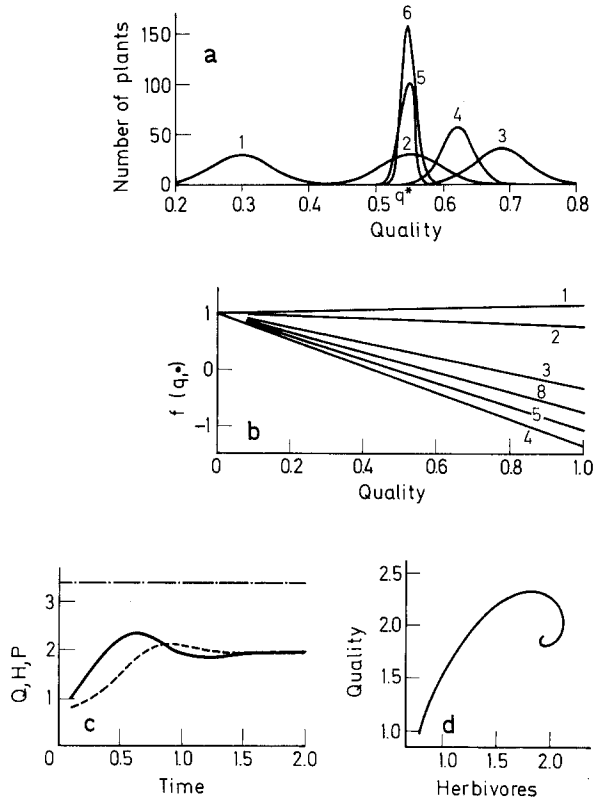 a
Number of plants
150
100
50
0
1
2
3
4
5
6
0.2 0.3 0.4 0.5 q* 0.6 0.7 0.8
Quality
b
f (q,•)
1
0
−1
1
2
3
8
5
4
0 0.2 0.4 0.6 0.8 1.0
Quality
c
Q,H,P
3
2
1
0 0.5 1.0 1.5 2.0
Time
d
Quality
2.5
2.0
1.5
1.0
1.0 1.5 2.0
Herbivores